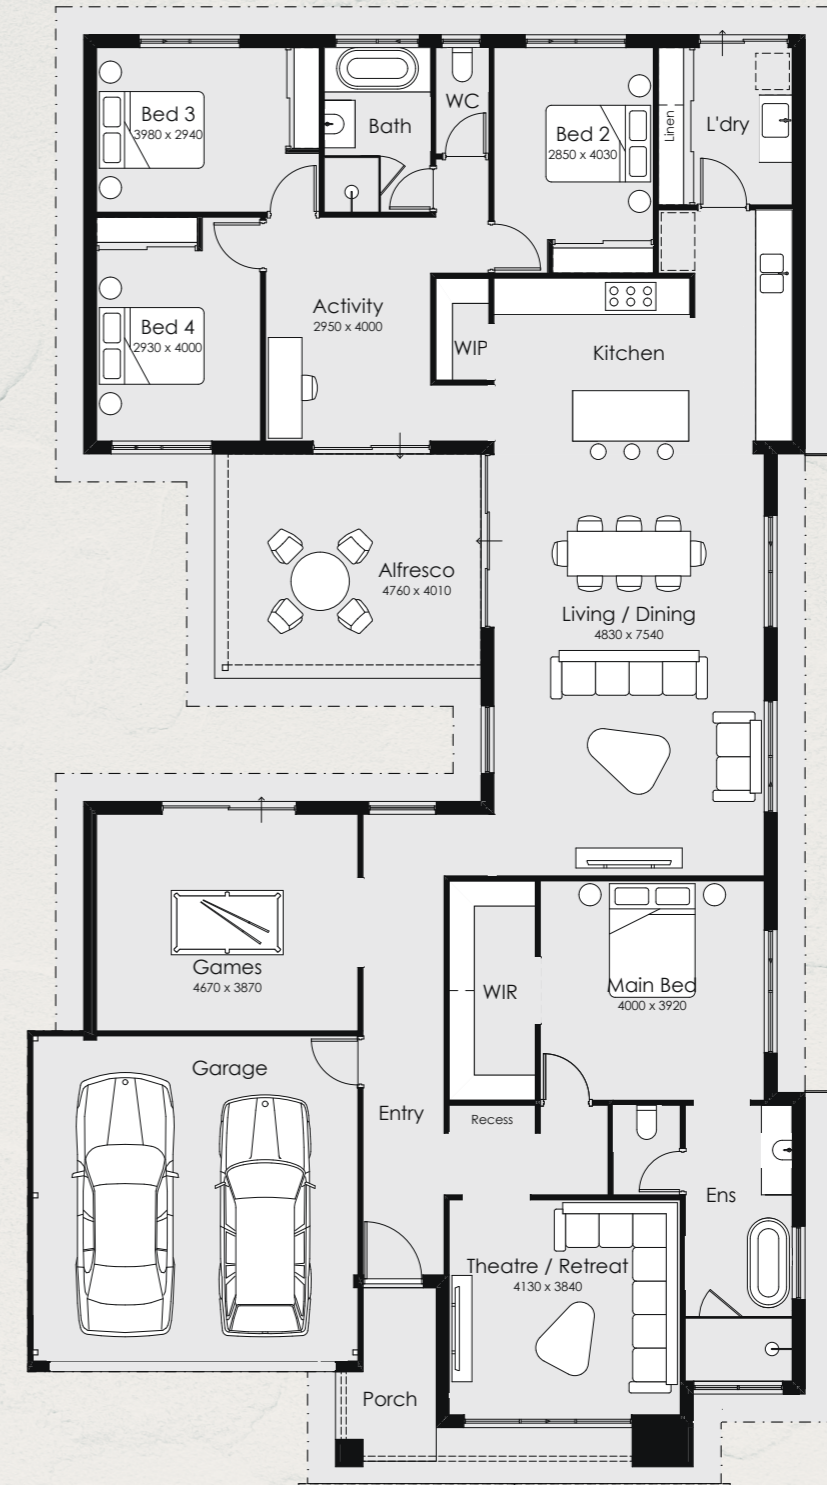 Bed 3
3980 x 2940
Bath
WC
Bed 2
2850 x 4030
Linen
L'dry
Bed 4
2930 x 4000
Activity
2950 x 4000
WIP
Kitchen
Alfresco
4760 x 4010
Living / Dining
4830 x 7540
Games
4670 x 3870
WIR
Main Bed
4000 x 3920
Garage
Entry
Recess
Ens
Theatre / Retreat
4130 x 3840
Porch